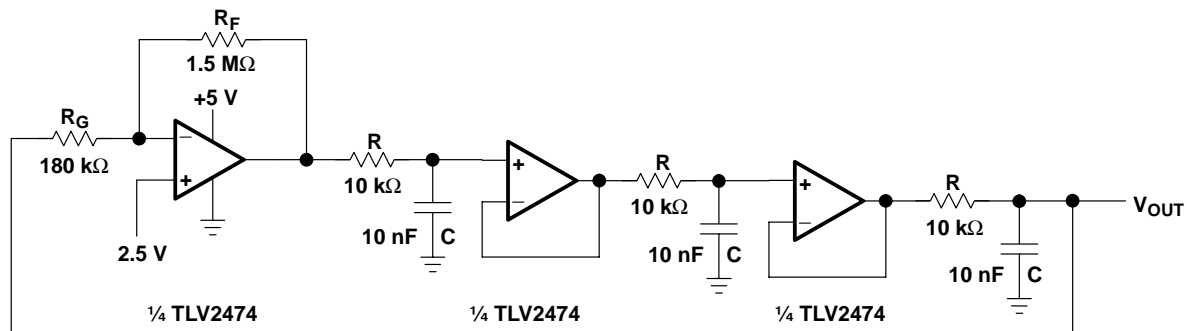 R_F
1.5 MΩ
+5 V
R_G
180 kΩ
–
+
2.5 V
R
10 kΩ
10 nF C
+
–
R
10 kΩ
10 nF C
+
–
R
10 kΩ
10 nF C
V_OUT
¼ TLV2474
¼ TLV2474
¼ TLV2474